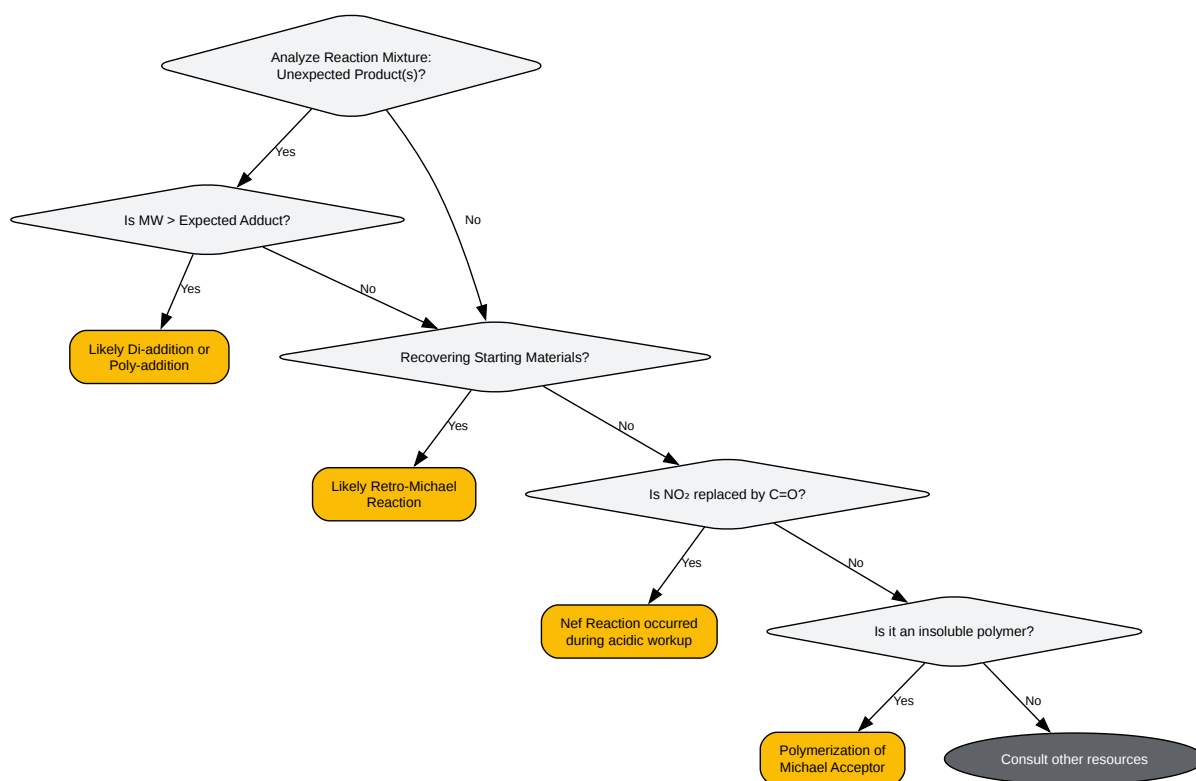 Analyze Reaction Mixture:
Unexpected Product(s)?
Yes
No
Is MW > Expected Adduct?
Yes
No
Likely Di-addition or
Poly-addition
Recovering Starting Materials?
Yes
No
Likely Retro-Michael
Reaction
Is NO₂ replaced by C=O?
Yes
No
Nef Reaction occurred
during acidic workup
Is it an insoluble polymer?
Yes
No
Polymerization of
Michael Acceptor
Consult other resources